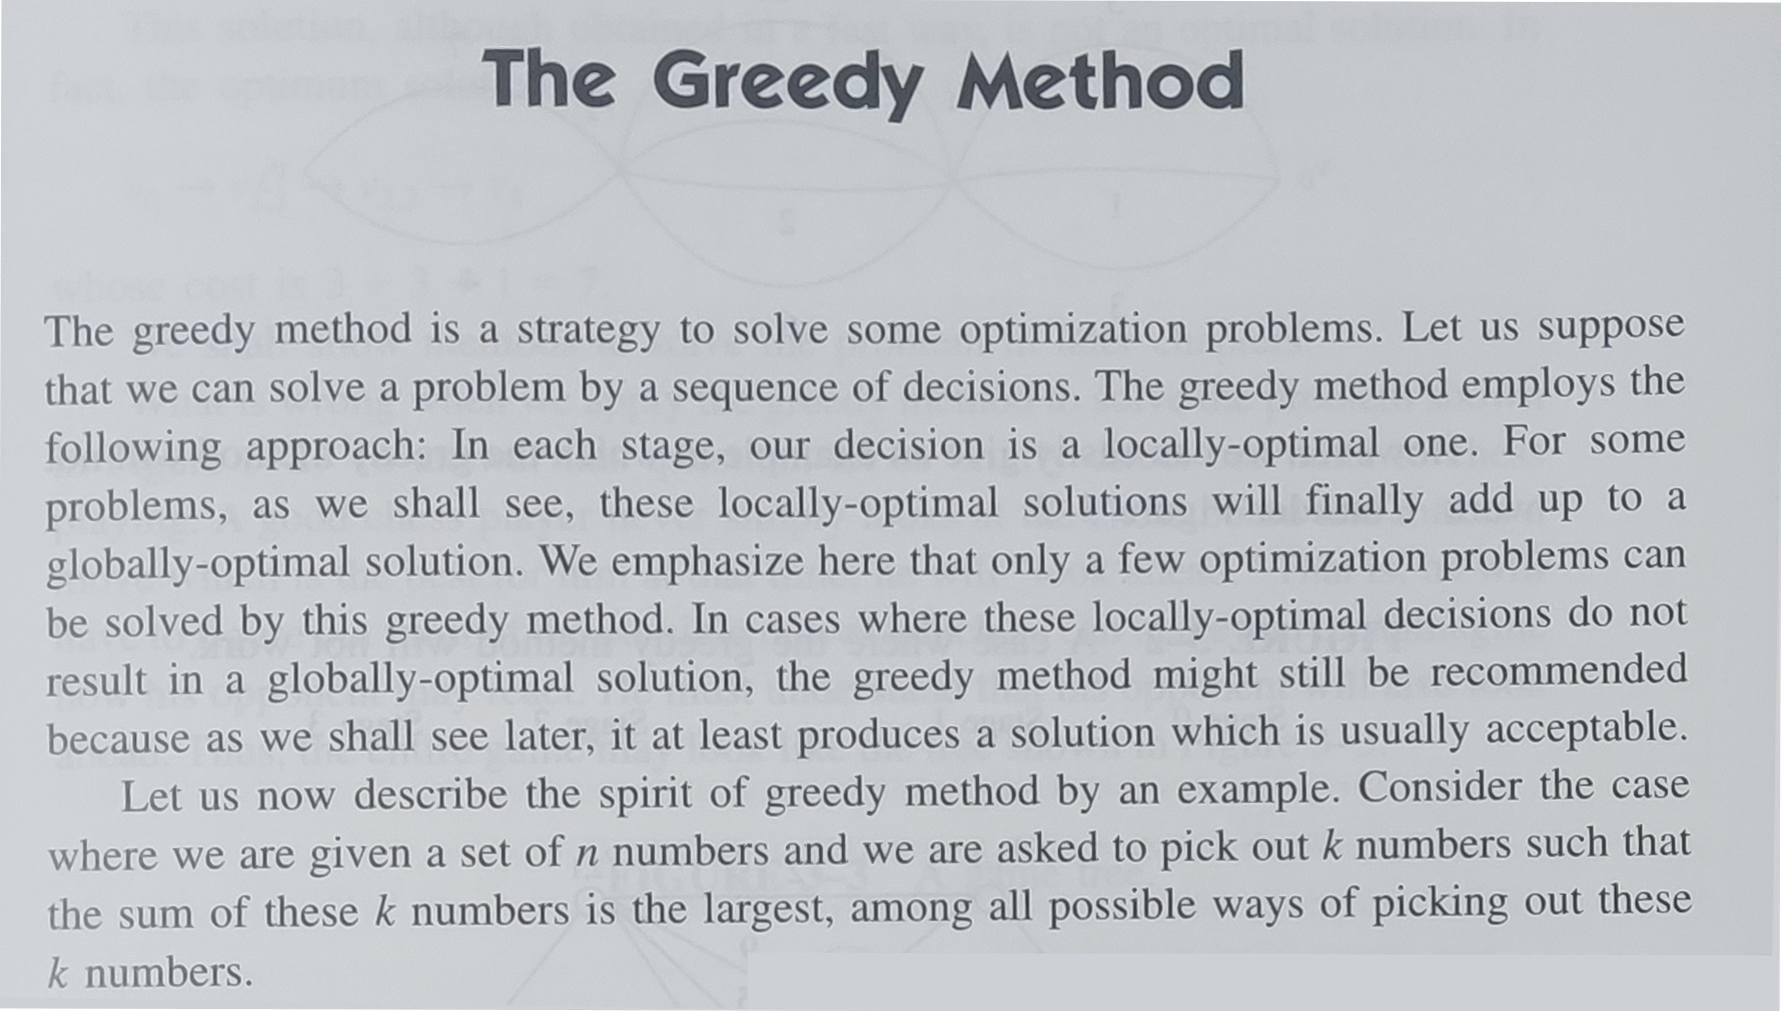 The Greedy Method
The greedy method is a strategy to solve some optimization problems. Let us suppose
that we can solve a problem by a sequence of decisions. The greedy method employs the
following approach: In each stage, our decision is a locally-optimal one. For some
problems, as we shall see, these locally-optimal solutions will finally add up to a
globally-optimal solution. We emphasize here that only a few optimization problems can
be solved by this greedy method. In cases where these locally-optimal decisions do not
result in a globally-optimal solution, the greedy method might still be recommended
because as we shall see later, it at least produces a solution which is usually acceptable.
Let us now describe the spirit of greedy method by an example. Consider the case
where we are given a set of n numbers and we are asked to pick out k numbers such that
the sum of these k numbers is the largest, among all possible ways of picking out these
k numbers.